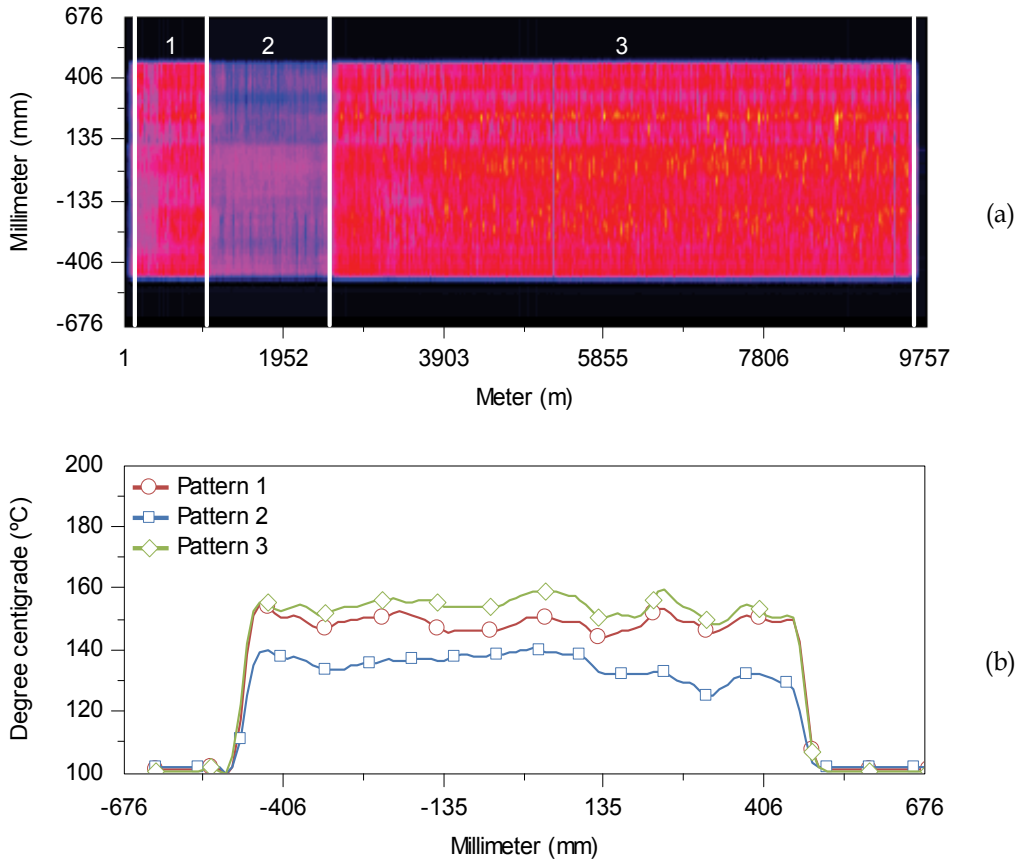 676
406
135
-135
-406
-676
Millimeter (mm)
1 2 3
1 1952 3903 5855 7806 9757
Meter (m)
(a)
200
180
160
140
120
100
Degree centigrade (ºC)
Pattern 1
Pattern 2
Pattern 3
-676 -406 -135 135 406 676
Millimeter (mm)
(b)